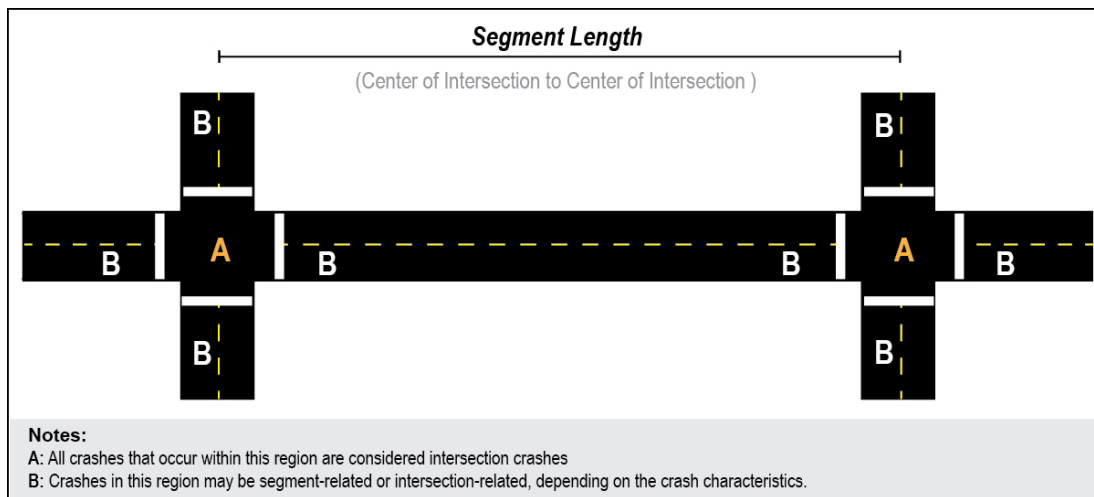 Segment Length
(Center of Intersection to Center of Intersection )
B
B
A
A
B
B
B
B
B
B
Notes:
A: All crashes that occur within this region are considered intersection crashes
B: Crashes in this region may be segment-related or intersection-related, depending on the crash characteristics.